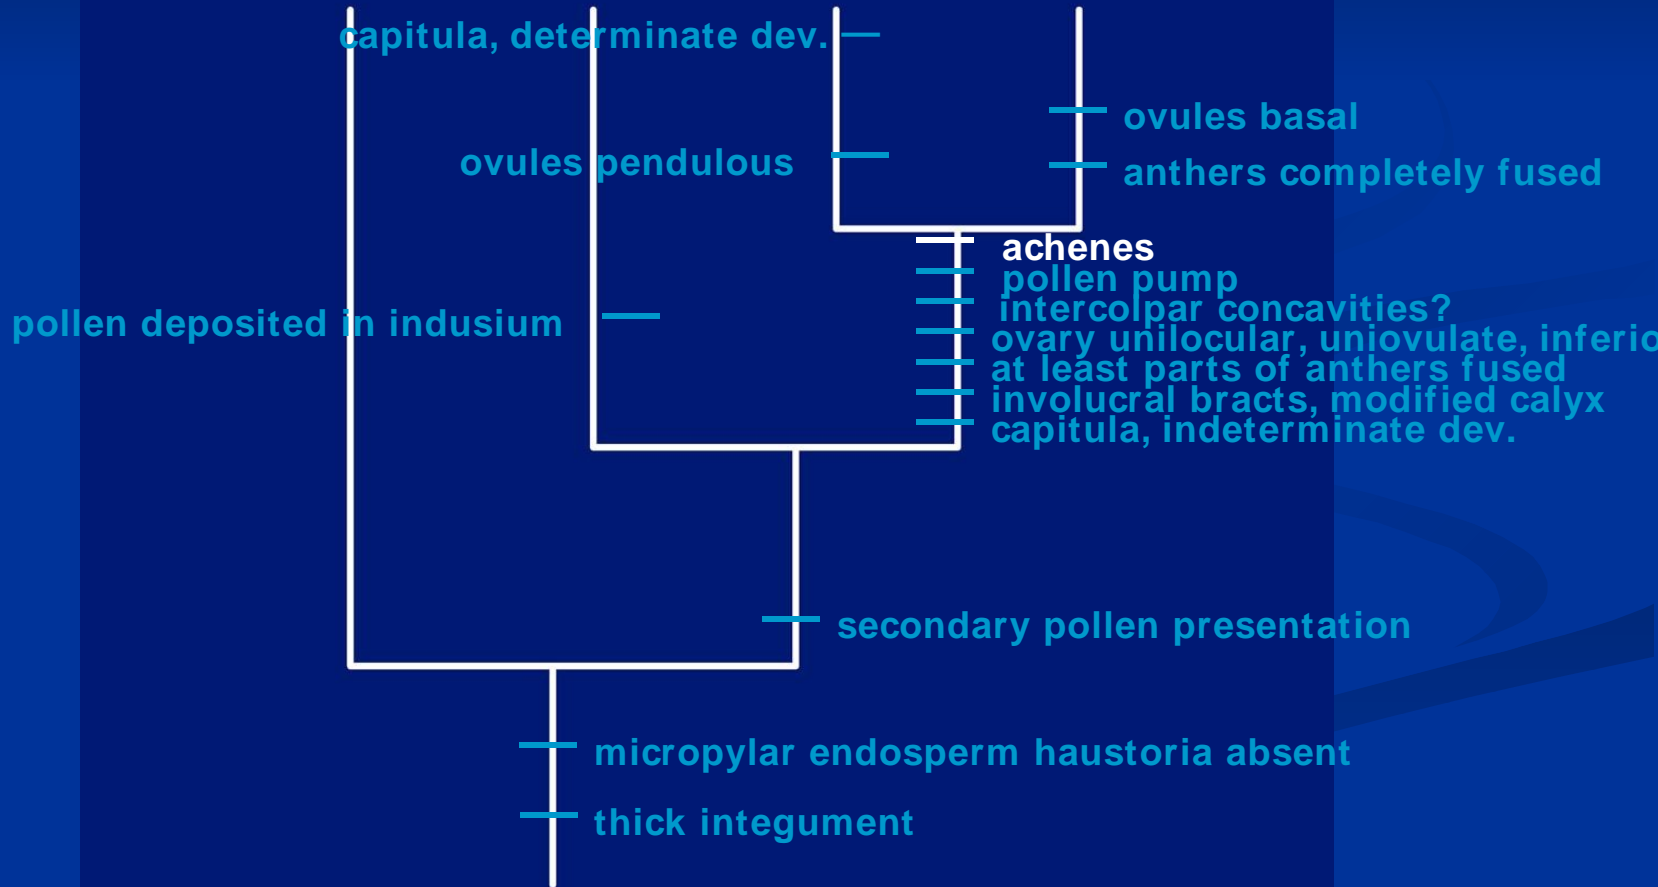 capitula, determinate dev.
ovules basal
ovules pendulous
anthers completely fused
achenes
pollen pump
intercolpar concavities?
pollen deposited in indusium
ovary unilocular, uniovulate, inferio
at least parts of anthers fused
involucral bracts, modified calyx
capitula, indeterminate dev.
secondary pollen presentation
micropylar endosperm haustoria absent
thick integument